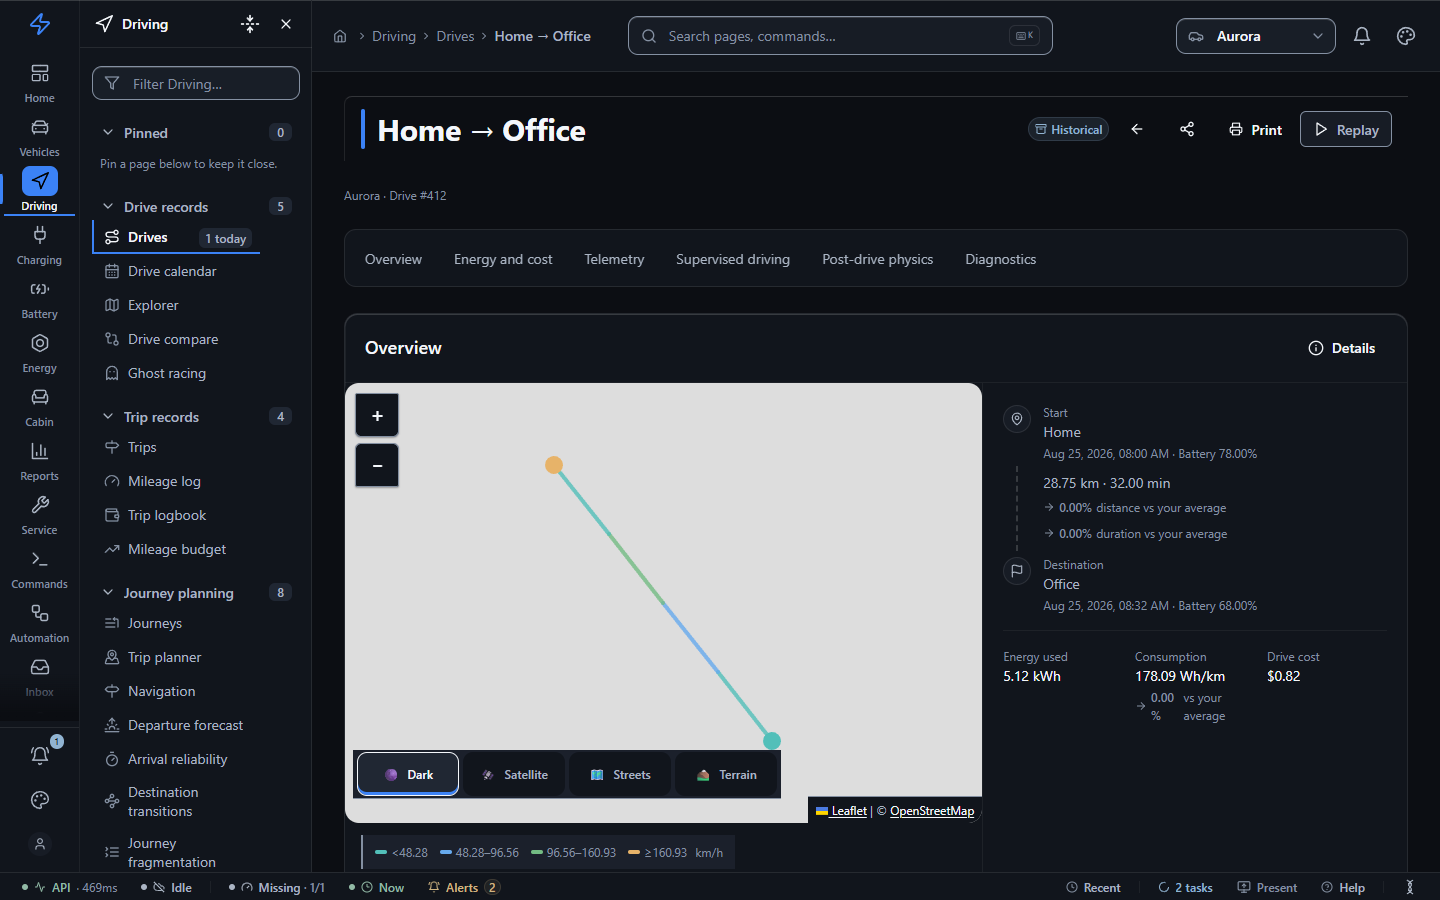 Home
Vehicles
Driving
Charging
Battery
Energy
Cabin
Reports
Service
Commands
Automation
Inbox
1
Driving
Filter Driving...
Pinned 0
Pin a page below to keep it close.
Drive records 5
Drives 1 today
Drive calendar
Explorer
Drive compare
Ghost racing
Trip records 4
Trips
Mileage log
Trip logbook
Mileage budget
Journey planning 8
Journeys
Trip planner
Navigation
Departure forecast
Arrival reliability
Destination
transitions
Journey
fragmentation
Driving > Drives > Home → Office
Search pages, commands...
K
Aurora
Home → Office
Historical
Print
Replay
Aurora · Drive #412
Overview
Energy and cost
Telemetry
Supervised driving
Post-drive physics
Diagnostics
Overview
Details
+
−
Dark
Satellite
Streets
Terrain
Leaflet | © OpenStreetMap
<48.28 48.28–96.56 96.56–160.93 ≥160.93 km/h
Start
Home
Aug 25, 2026, 08:00 AM · Battery 78.00%
28.75 km · 32.00 min
→ 0.00% distance vs your average
→ 0.00% duration vs your average
Destination
Office
Aug 25, 2026, 08:32 AM · Battery 68.00%
Energy used
5.12 kWh
Consumption
178.09 Wh/km
→ 0.00 % vs your average
Drive cost
$0.82
API · 469ms
Idle
Missing · 1/1
Now
Alerts 2
Recent
2 tasks
Present
Help